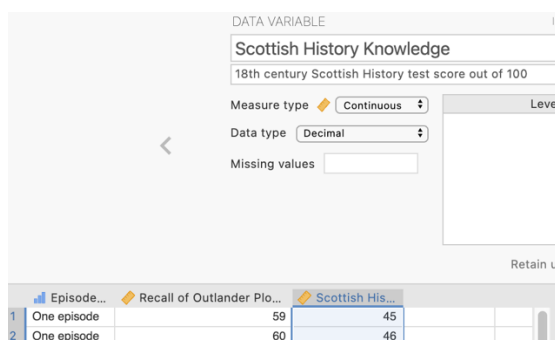 DATA VARIABLE
Scottish History Knowledge
18th century Scottish History test score out of 100
Measure type Continuous
Leve
Data type Decimal
Missing values
Retain u
Episode... Recall of Outlander Plo... Scottish His...
1 One episode 59 45
2 One episode 60 46